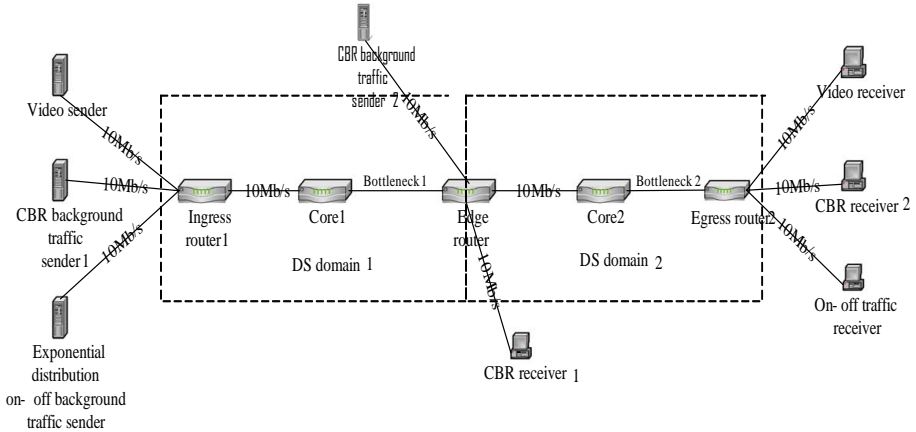 CBR background
traffic
sender 2
10Mb/s
Video sender
10Mb/s
CBR background
traffic
sender 1
10Mb/s
Exponential
distribution
on- off background
traffic sender
10Mb/s
Ingress
router1
10Mb/s
Core1
Bottleneck 1
DS domain 1
Edge
router
10Mb/s
CBR receiver 1
10Mb/s
Core2
Bottleneck 2
DS domain 2
Egress router2
10Mb/s
Video receiver
10Mb/s
CBR receiver 2
10Mb/s
On- off traffic
receiver